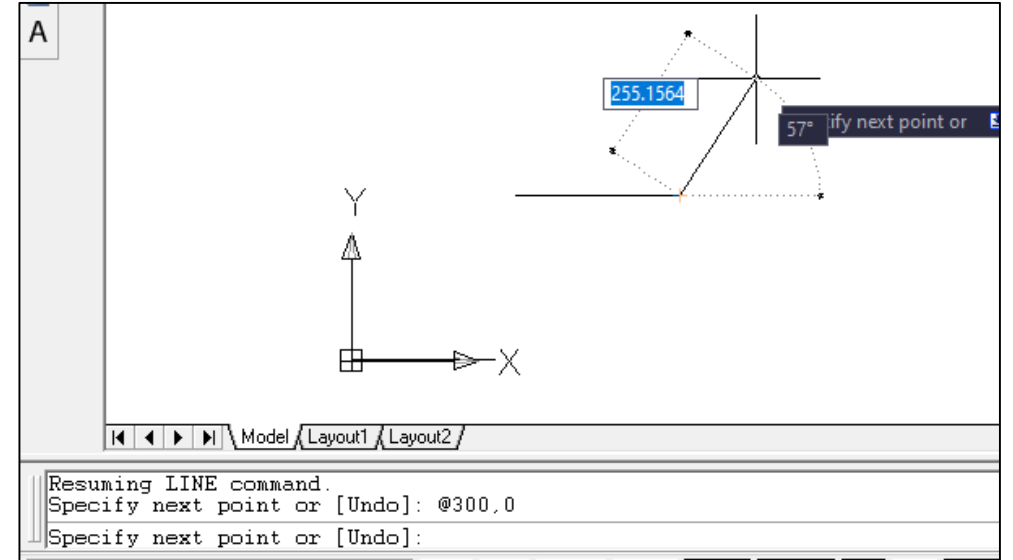 A
255.1564
57° ify next point or
Y
X
Model Layout1 Layout2
Resuming LINE command.
Specify next point or [Undo]: @300,0
Specify next point or [Undo]: